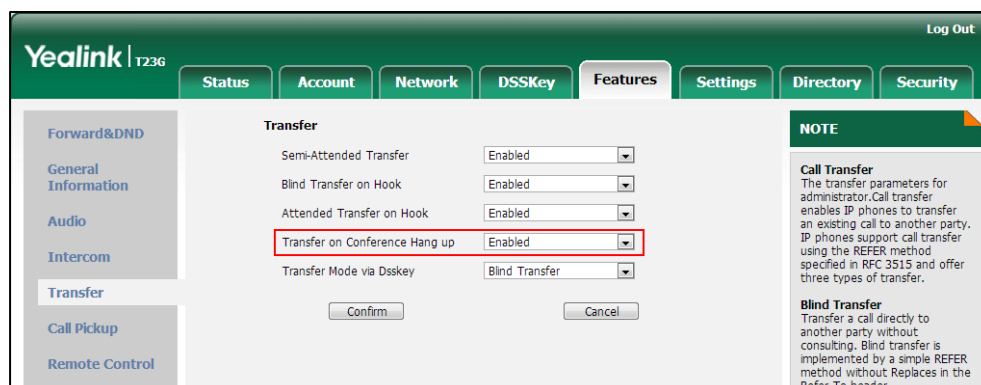 Log Out
Yealink T23G
Status Account Network DSSKey Features Settings Directory Security
Forward&DND
General
Information
Audio
Intercom
Transfer
Call Pickup
Remote Control
Transfer
Semi-Attended Transfer Enabled
Blind Transfer on Hook Enabled
Attended Transfer on Hook Enabled
Transfer on Conference Hang up Enabled
Transfer Mode via Dsskey Blind Transfer
Confirm Cancel
NOTE
Call Transfer
The transfer parameters for
administrator.Call transfer
enables IP phones to transfer
an existing call to another party.
IP phones support call transfer
using the REFER method
specified in RFC 3515 and offer
three types of transfer.
Blind Transfer
Transfer a call directly to
another party without
consulting. Blind transfer is
implemented by a simple REFER
method without Replaces in the
Refer-To header.